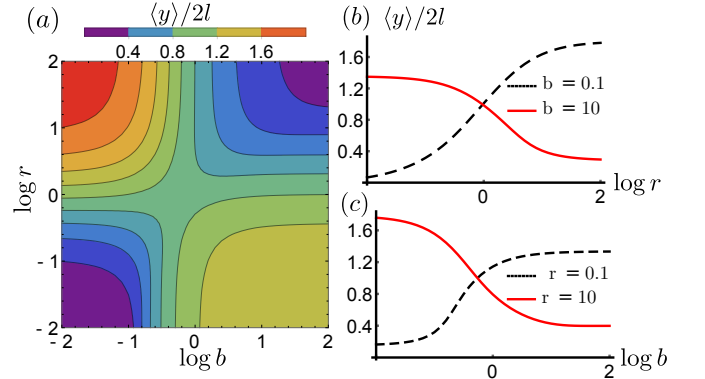 (a)
⟨y⟩/2l
0.4 0.8 1.2 1.6
2
1
0
- 1
- 2
log r
- 2 - 1 0 1 2
log b
(b) ⟨y⟩/2l
1.6
1.2
0.8
0.4
b = 0.1
b = 10
0 2
log r
(c)
1.6
1.2
0.8
0.4
r = 0.1
r = 10
0 2
log b